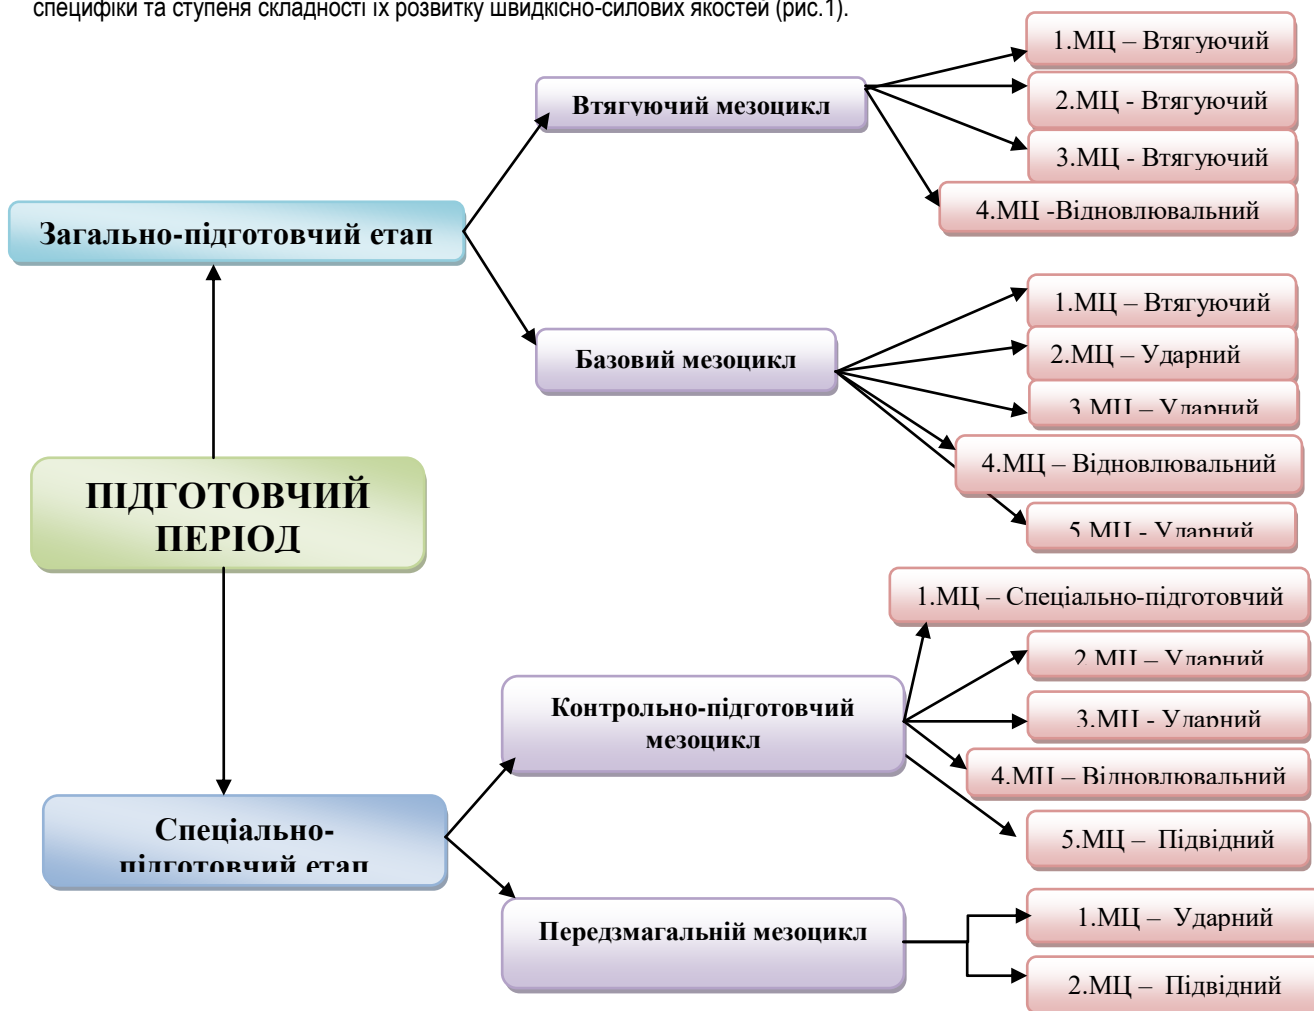 специфіки та ступеня складності їх розвитку швидкісно-силових якостей (рис.1).
1.МЦ – Втягуючий
2.МЦ - Втягуючий
3.МЦ - Втягуючий
4.МЦ -Відновлювальний
Втягуючий мезоцикл
Загально-підготовчий етап
Базовий мезоцикл
1.МЦ – Втягуючий
2.МЦ – Ударний
3.МЦ – Ударний
4.МЦ – Відновлювальний
5.МЦ - Ударний
ПІДГОТОВЧИЙ
ПЕРІОД
1.МЦ – Спеціально-підготовчий
2.МЦ – Ударний
3.МЦ - Ударний
4.МЦ – Відновлювальний
5.МЦ – Підвідний
Контрольно-підготовчий
мезоцикл
Спеціально-
підготовчий етап
Передзмагальній мезоцикл
1.МЦ – Ударний
2.МЦ – Підвідний